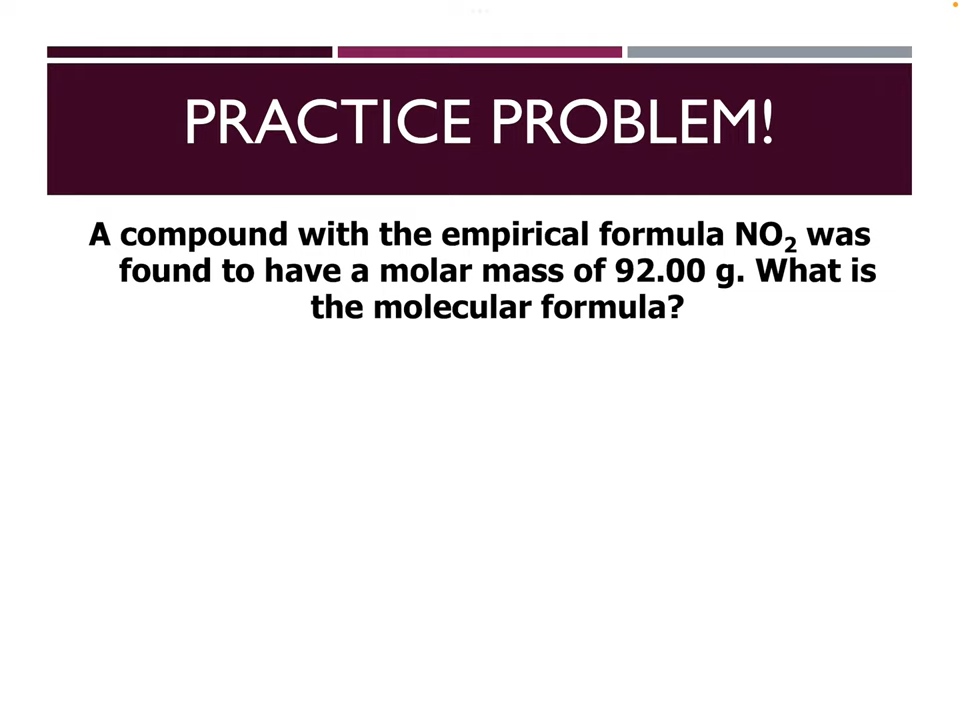 PRACTICE PROBLEM!
A compound with the empirical formula NO₂ was
found to have a molar mass of 92.00 g. What is
the molecular formula?